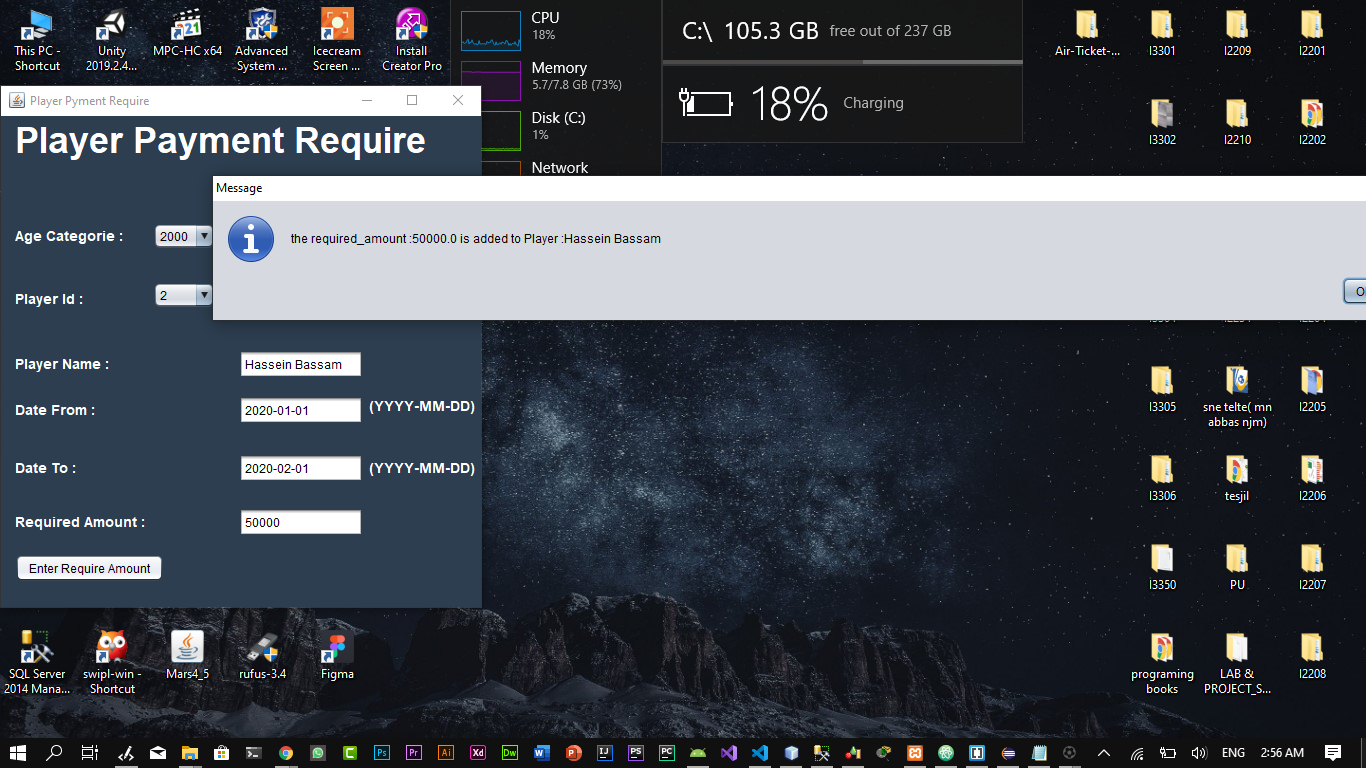 This PC -
Shortcut
Unity
2019.2.4...
MPC-HC x64
Advanced
System ...
Icecream
Screen ...
Install
Creator Pro
CPU
18%
Memory
5.7/7.8 GB (73%)
Disk (C:)
1%
Network
C:\ 105.3 GB free out of 237 GB
18% Charging
Air-Ticket-...
I3301
I2209
I2201
I3302
I2210
I2202
Player Pyment Require
Player Payment Require
Age Categorie :
2000
Player Id :
2
Player Name :
Hassein Bassam
Date From :
2020-01-01
(YYYY-MM-DD)
Date To :
2020-02-01
(YYYY-MM-DD)
Required Amount :
50000
Enter Require Amount
Message
the required_amount :50000.0 is added to Player :Hassein Bassam
I3305
sne telte( mn
abbas njm)
I2205
I3306
tesjil
I2206
I3350
PU
I2207
programing
books
LAB &
PROJECT_S...
I2208
SQL Server
2014 Mana...
swipl-win -
Shortcut
Mars4_5
rufus-3.4
Figma
ENG
2:56 AM